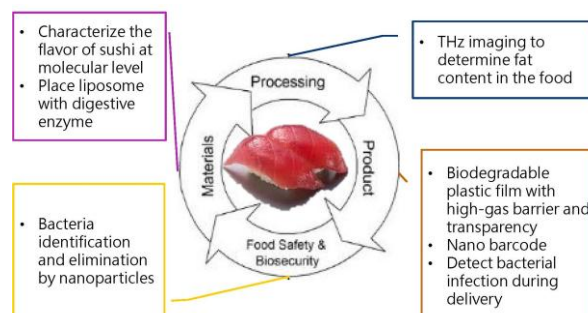 • Characterize the
flavor of sushi at
molecular level
• Place liposome
with digestive
enzyme
• THz imaging to
determine fat
content in the food
Processing
Materials
Product
Food Safety &
Biosecurity
• Bacteria
identification
and elimination
by nanoparticles
• Biodegradable
plastic film with
high-gas barrier and
transparency
• Nano barcode
• Detect bacterial
infection during
delivery